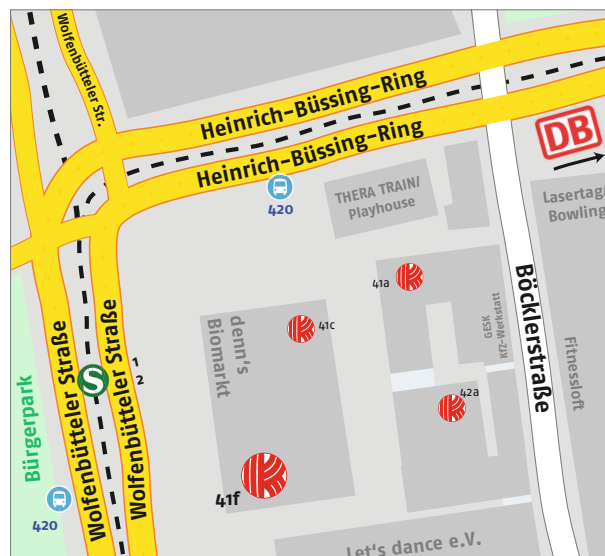 Wolfenbütteler Str.
Heinrich-Büssing-Ring
Heinrich-Büssing-Ring
DB
420
THERA TRAIN/
Playhouse
Lasertag/
Bowling
41a
Böcklerstraße
GESK
KfZ-Werkstatt
denn's
Biomarkt
41c
Fitnessloft
Wolfenbütteler Straße
Wolfenbütteler Straße
S
1
2
42a
Bürgerpark
41f
420
Let's dance e.V.